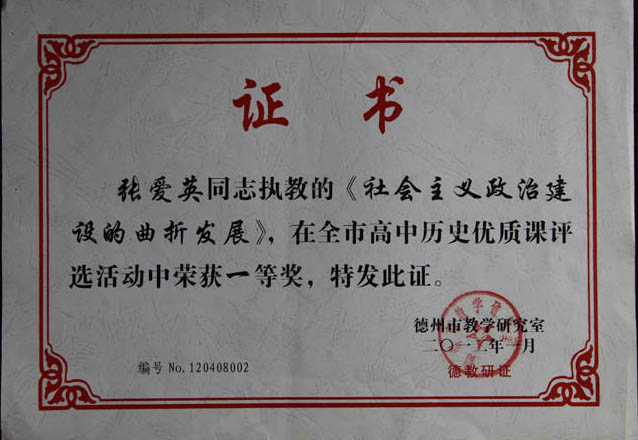 证书
张爱英同志执教的《社会主义政治建
设的曲折发展》，在全市高中历史优质课评
选活动中荣获一等奖，特发此证。
德州市教学研究室
二〇一二年一月
德教研证
编号 No.120408002